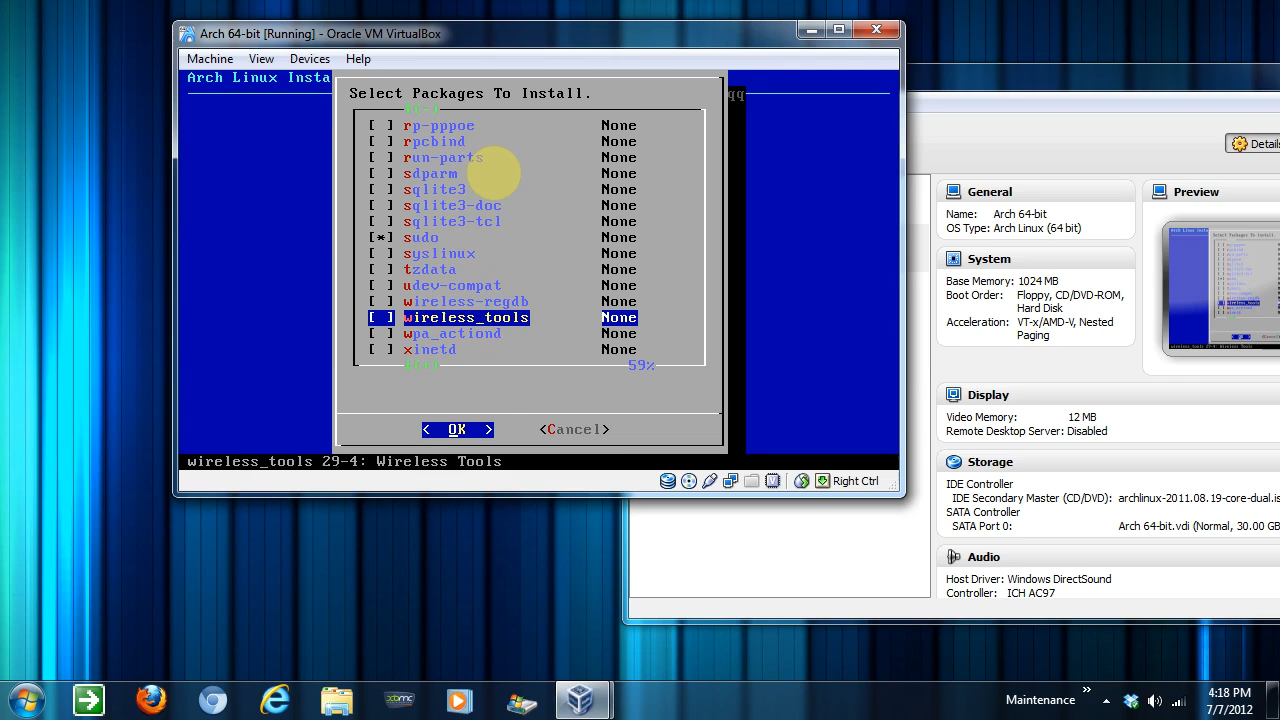 Arch 64-bit [Running] - Oracle VM VirtualBox
Machine View Devices Help
Arch Linux Insta
Select Packages To Install.
qq
[ ] rp-pppoe None
[ ] rpcbind None
[ ] run-parts None
[ ] sdparm None
[ ] sqlite3 None
[ ] sqlite3-doc None
[ ] sqlite3-tcl None
[*] sudo None
[ ] syslinux None
[ ] tzdata None
[ ] udev-compat None
[ ] wireless-regdb None
[ ] wireless_tools None
[ ] wpa_actiond None
[ ] xinetd None
59%
< OK > <Cancel>
wireless_tools 29-4: Wireless Tools
Right Ctrl
Details
General
Name: Arch 64-bit
OS Type: Arch Linux (64 bit)
System
Base Memory: 1024 MB
Boot Order: Floppy, CD/DVD-ROM,
Hard Disk
Acceleration: VT-x/AMD-V, Nested
Paging
Preview
Display
Video Memory: 12 MB
Remote Desktop Server: Disabled
Storage
IDE Controller
IDE Secondary Master (CD/DVD): archlinux-2011.08.19-core-dual.is
SATA Controller
SATA Port 0: Arch 64-bit.vdi (Normal, 30.00 GB
Audio
Host Driver: Windows DirectSound
Controller: ICH AC97
xbmc
Maintenance »
4:18 PM
7/7/2012